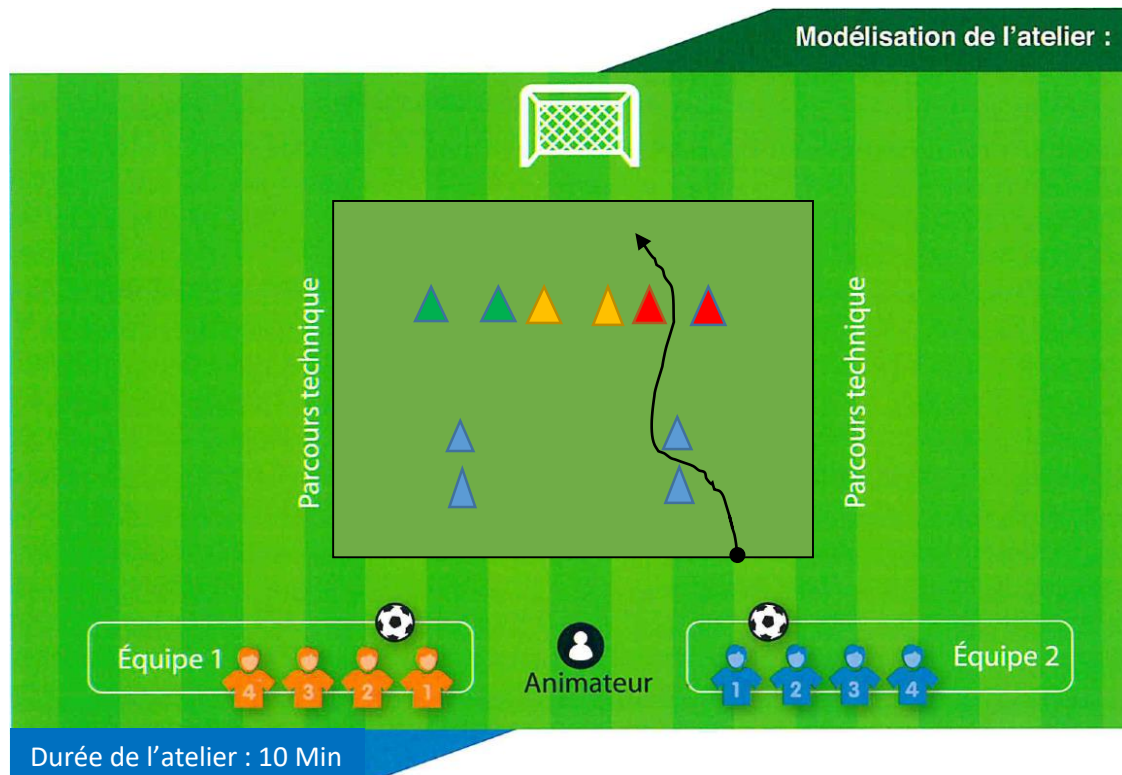 Modélisation de l'atelier :
Parcours technique
Parcours technique
Équipe 1
4 3 2 1
Animateur
1 2 3 4
Équipe 2
Durée de l'atelier : 10 Min